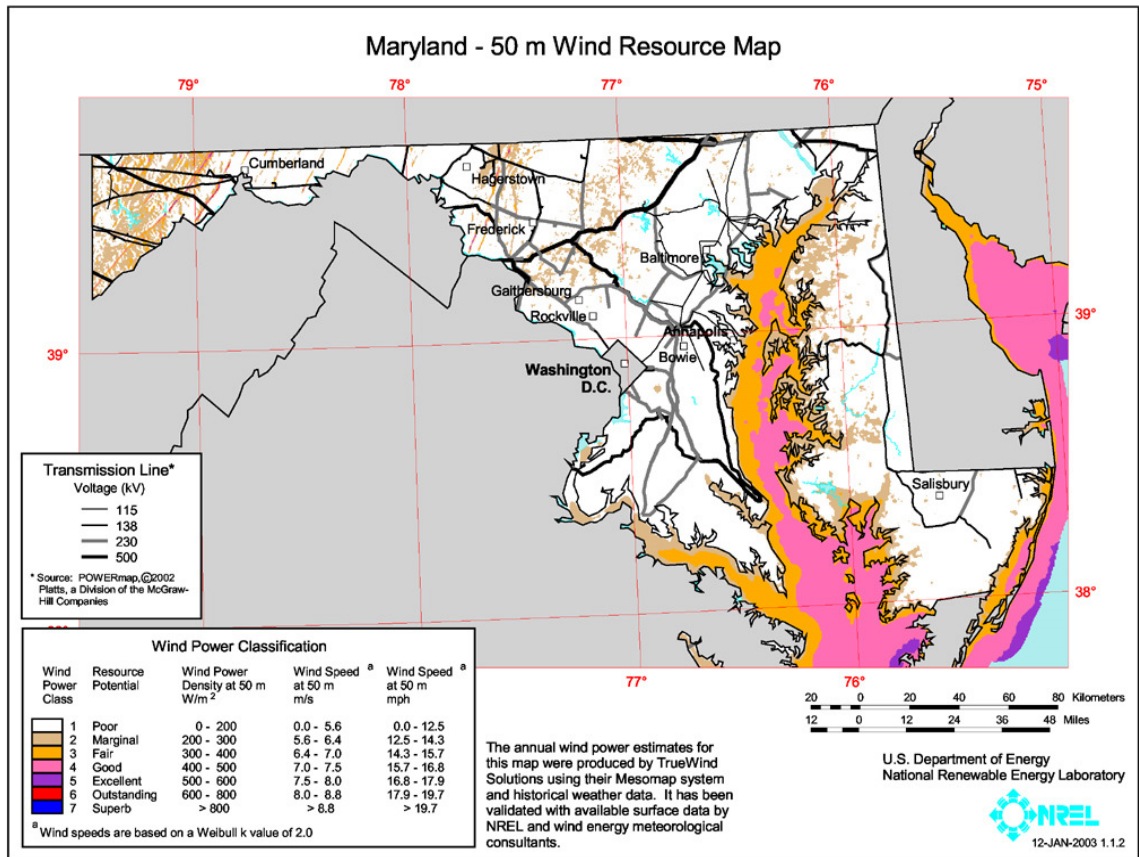 Maryland - 50 m Wind Resource Map
79°
78°
77°
76°
75°
Cumberland
Hagerstown
Frederick
Baltimore
Gaithersburg
Rockville
Annapolis
39°
39°
Bowie
Washington
D.C.
Salisbury
38°
77°
76°
Transmission Line*
Voltage (kV)
115
138
230
500
* Source: POWERmap,©2002
Platts, a Division of the McGraw-
Hill Companies
Wind Power Classification
Wind Power Class Resource Potential Wind Power Density at 50 m W/m² Wind Speed ª at 50 m m/s Wind Speed ª at 50 m mph
1 Poor 0 - 200 0.0 - 5.6 0.0 - 12.5
2 Marginal 200 - 300 5.6 - 6.4 12.5 - 14.3
3 Fair 300 - 400 6.4 - 7.0 14.3 - 15.7
4 Good 400 - 500 7.0 - 7.5 15.7 - 16.8
5 Excellent 500 - 600 7.5 - 8.0 16.8 - 17.9
6 Outstanding 600 - 800 8.0 - 8.8 17.9 - 19.7
7 Superb > 800 > 8.8 > 19.7
ª Wind speeds are based on a Weibull k value of 2.0
The annual wind power estimates for
this map were produced by TrueWind
Solutions using their Mesomap system
and historical weather data. It has been
validated with available surface data by
NREL and wind energy meteorological
consultants.
20 0 20 40 60 80 Kilometers
12 0 12 24 36 48 Miles
U.S. Department of Energy
National Renewable Energy Laboratory
NREL
12-JAN-2003 1.1.2